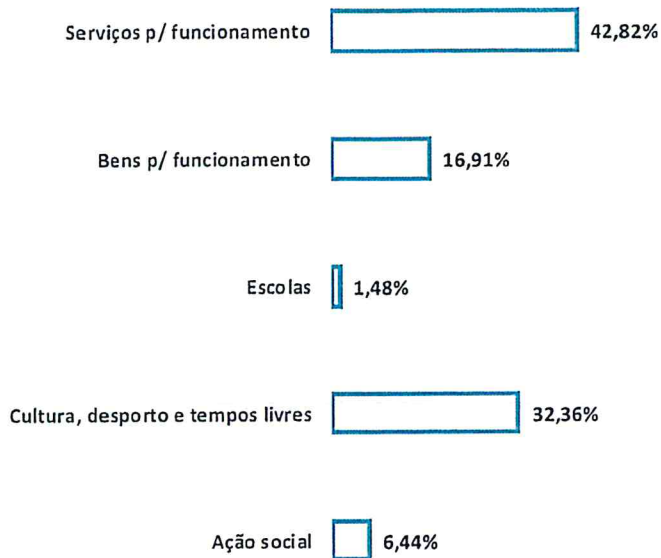 Serviços p/ funcionamento 42,82%
Bens p/ funcionamento 16,91%
Escolas 1,48%
Cultura, desporto e tempos livres 32,36%
Ação social 6,44%